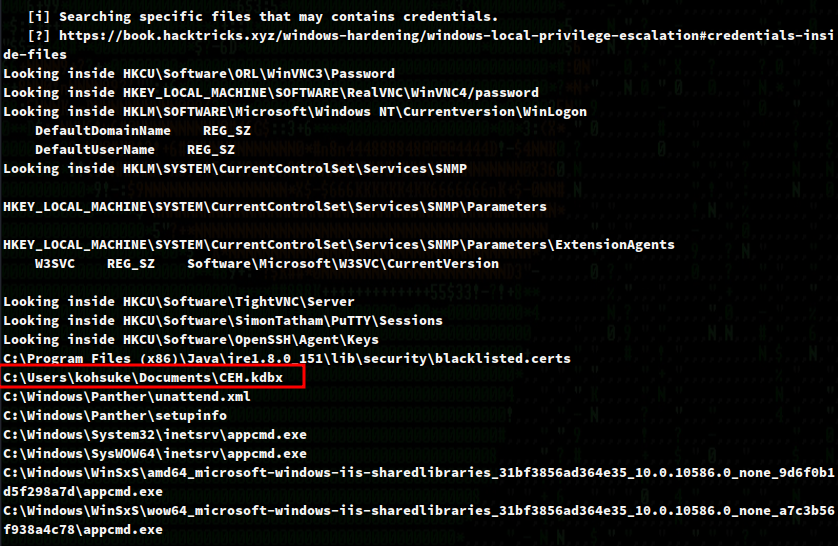 [i] Searching specific files that may contains credentials.
[?] https://book.hacktricks.xyz/windows-hardening/windows-local-privilege-escalation#credentials-insi
de-files
Looking inside HKCU\Software\ORL\WinVNC3\Password
Looking inside HKEY_LOCAL_MACHINE\SOFTWARE\RealVNC\WinVNC4/password
Looking inside HKLM\SOFTWARE\Microsoft\Windows NT\Currentversion\WinLogon
DefaultDomainName    REG_SZ
DefaultUserName    REG_SZ
Looking inside HKLM\SYSTEM\CurrentControlSet\Services\SNMP
HKEY_LOCAL_MACHINE\SYSTEM\CurrentControlSet\Services\SNMP\Parameters
HKEY_LOCAL_MACHINE\SYSTEM\CurrentControlSet\Services\SNMP\Parameters\ExtensionAgents
W3SVC    REG_SZ    Software\Microsoft\W3SVC\CurrentVersion
Looking inside HKCU\Software\TightVNC\Server
Looking inside HKCU\Software\SimonTatham\PuTTY\Sessions
Looking inside HKCU\Software\OpenSSH\Agent\Keys
C:\Program Files (x86)\Java\jre1.8.0_151\lib\security\blacklisted.certs
C:\Users\kohsuke\Documents\CEH.kdbx
C:\Windows\Panther\unattend.xml
C:\Windows\Panther\setupinfo
C:\Windows\System32\inetsrv\appcmd.exe
C:\Windows\SysWOW64\inetsrv\appcmd.exe
C:\Windows\WinSxS\amd64_microsoft-windows-iis-sharedlibraries_31bf3856ad364e35_10.0.10586.0_none_9d6f0b1
d5f298a7d\appcmd.exe
C:\Windows\WinSxS\wow64_microsoft-windows-iis-sharedlibraries_31bf3856ad364e35_10.0.10586.0_none_a7c3b56
f938a4c78\appcmd.exe